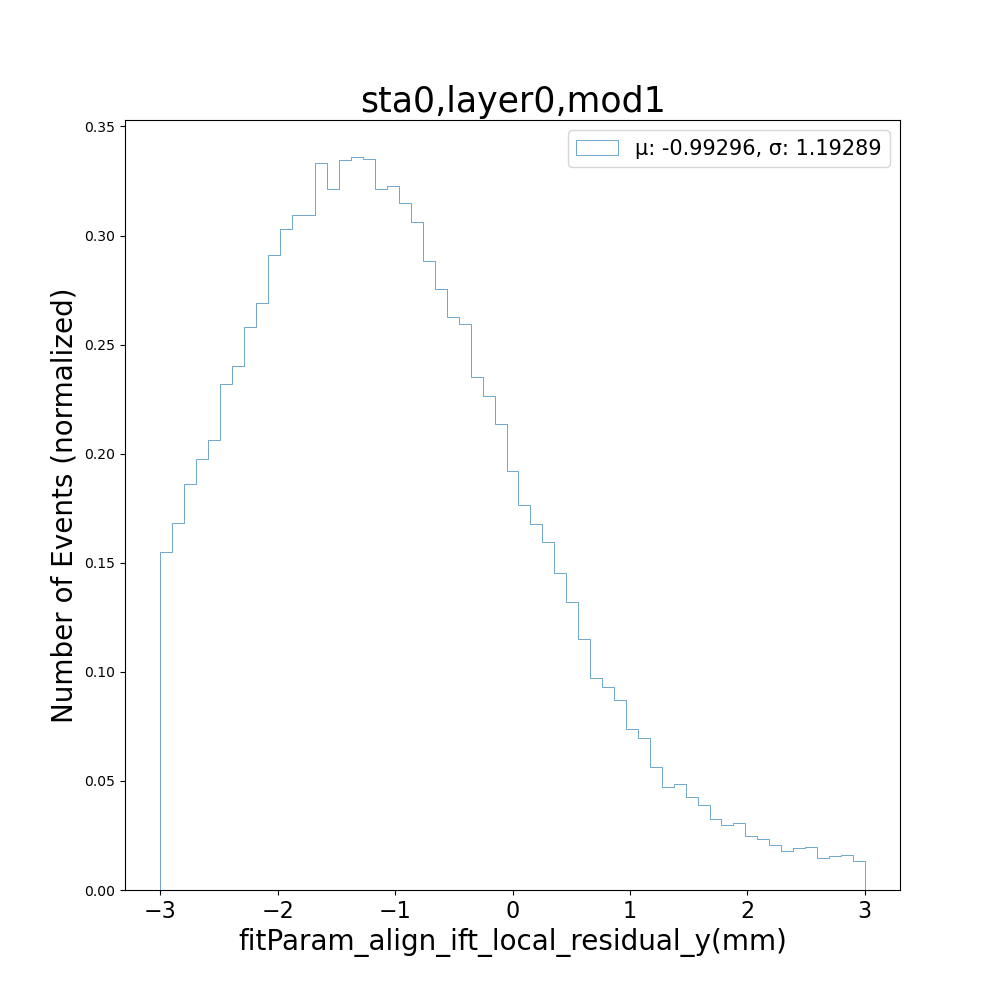 sta0,layer0,mod1
μ: -0.99296, σ: 1.19289
Number of Events (normalized)
0.35
0.30
0.25
0.20
0.15
0.10
0.05
0.00
−3 −2 −1 0 1 2 3
fitParam_align_ift_local_residual_y(mm)